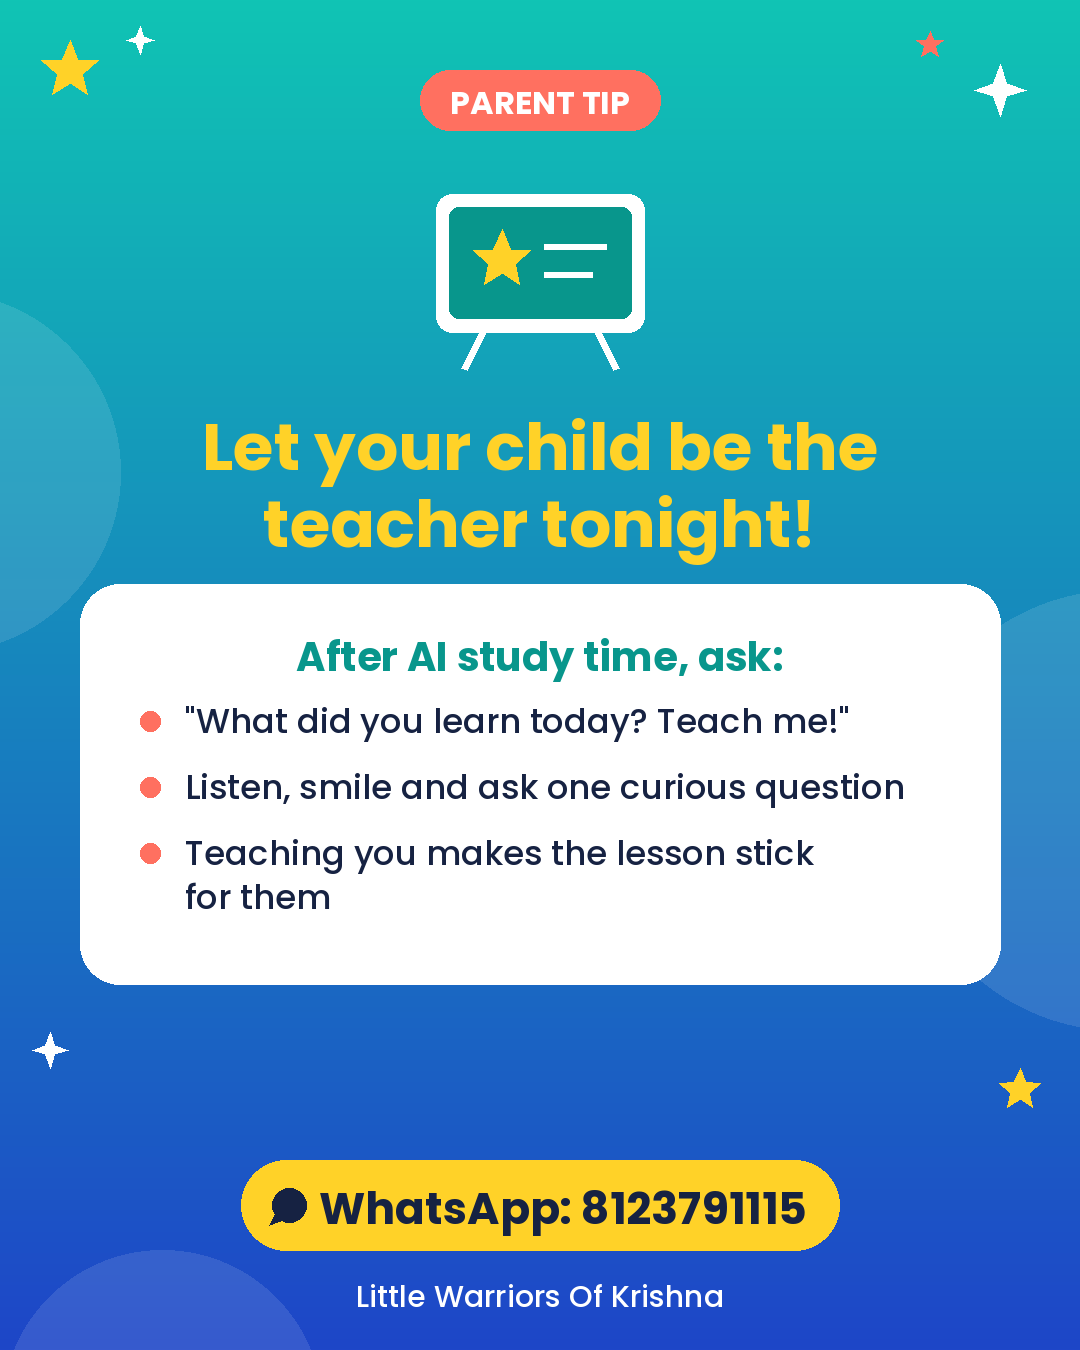 PARENT TIP
Let your child be the
teacher tonight!
After AI study time, ask:
"What did you learn today? Teach me!"
Listen, smile and ask one curious question
Teaching you makes the lesson stick
for them
WhatsApp: 8123791115
Little Warriors Of Krishna